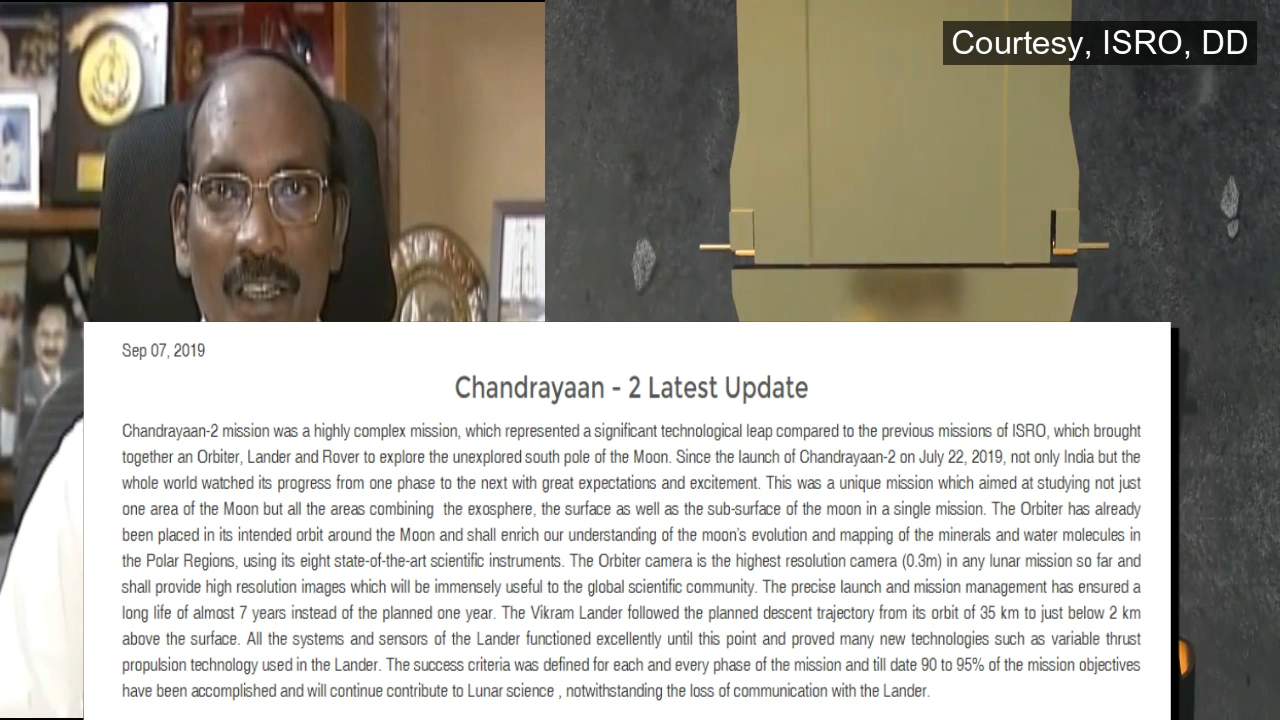 Courtesy, ISRO, DD
Sep 07, 2019
Chandrayaan - 2 Latest Update
Chandrayaan-2 mission was a highly complex mission, which represented a significant technological leap compared to the previous missions of ISRO, which brought
together an Orbiter, Lander and Rover to explore the unexplored south pole of the Moon. Since the launch of Chandrayaan-2 on July 22, 2019, not only India but the
whole world watched its progress from one phase to the next with great expectations and excitement. This was a unique mission which aimed at studying not just
one area of the Moon but all the areas combining the exosphere, the surface as well as the sub-surface of the moon in a single mission. The Orbiter has already
been placed in its intended orbit around the Moon and shall enrich our understanding of the moon's evolution and mapping of the minerals and water molecules in
the Polar Regions, using its eight state-of-the-art scientific instruments. The Orbiter camera is the highest resolution camera (0.3m) in any lunar mission so far and
shall provide high resolution images which will be immensely useful to the global scientific community. The precise launch and mission management has ensured a
long life of almost 7 years instead of the planned one year. The Vikram Lander followed the planned descent trajectory from its orbit of 35 km to just below 2 km
above the surface. All the systems and sensors of the Lander functioned excellently until this point and proved many new technologies such as variable thrust
propulsion technology used in the Lander. The success criteria was defined for each and every phase of the mission and till date 90 to 95% of the mission objectives
have been accomplished and will continue contribute to Lunar science , notwithstanding the loss of communication with the Lander.